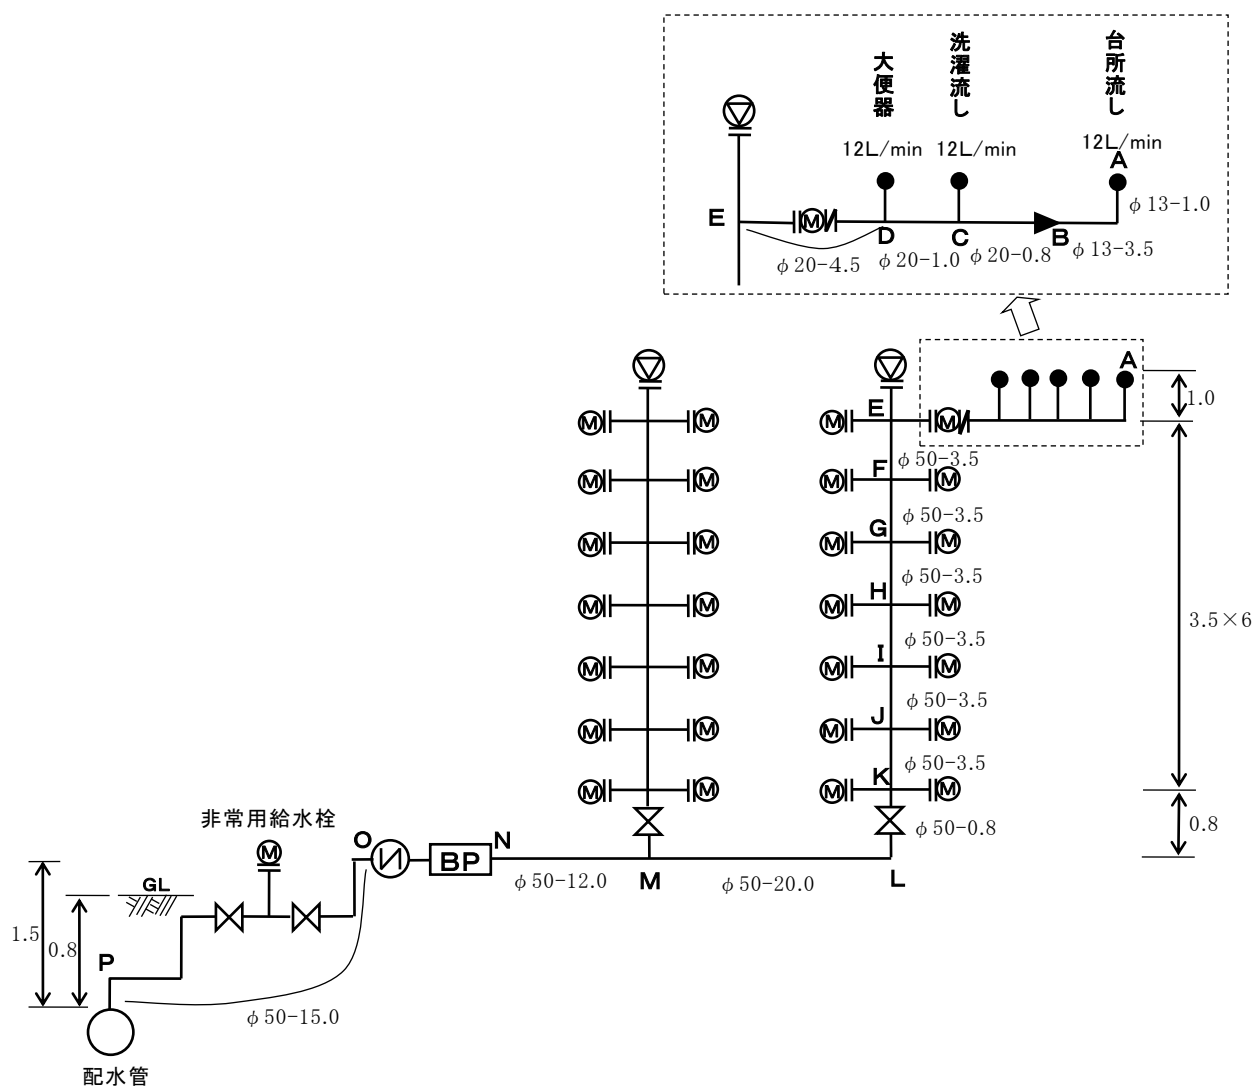 大便器
洗濯流し
台所流し
12L/min
12L/min
12L/min
A
φ13-1.0
E
M
D
C
B
φ20-4.5
φ20-1.0
φ20-0.8
φ13-3.5
A
1.0
M
M
M
E
M
φ50-3.5
M
M
M
F
M
φ50-3.5
M
M
M
G
M
φ50-3.5
M
M
M
H
M
3.5×6
φ50-3.5
M
M
M
I
M
φ50-3.5
M
M
M
J
M
φ50-3.5
M
M
M
K
M
0.8
φ50-0.8
非常用給水栓
M
O
BP
N
φ50-12.0
M
φ50-20.0
L
GL
1.5
0.8
P
φ50-15.0
配水管